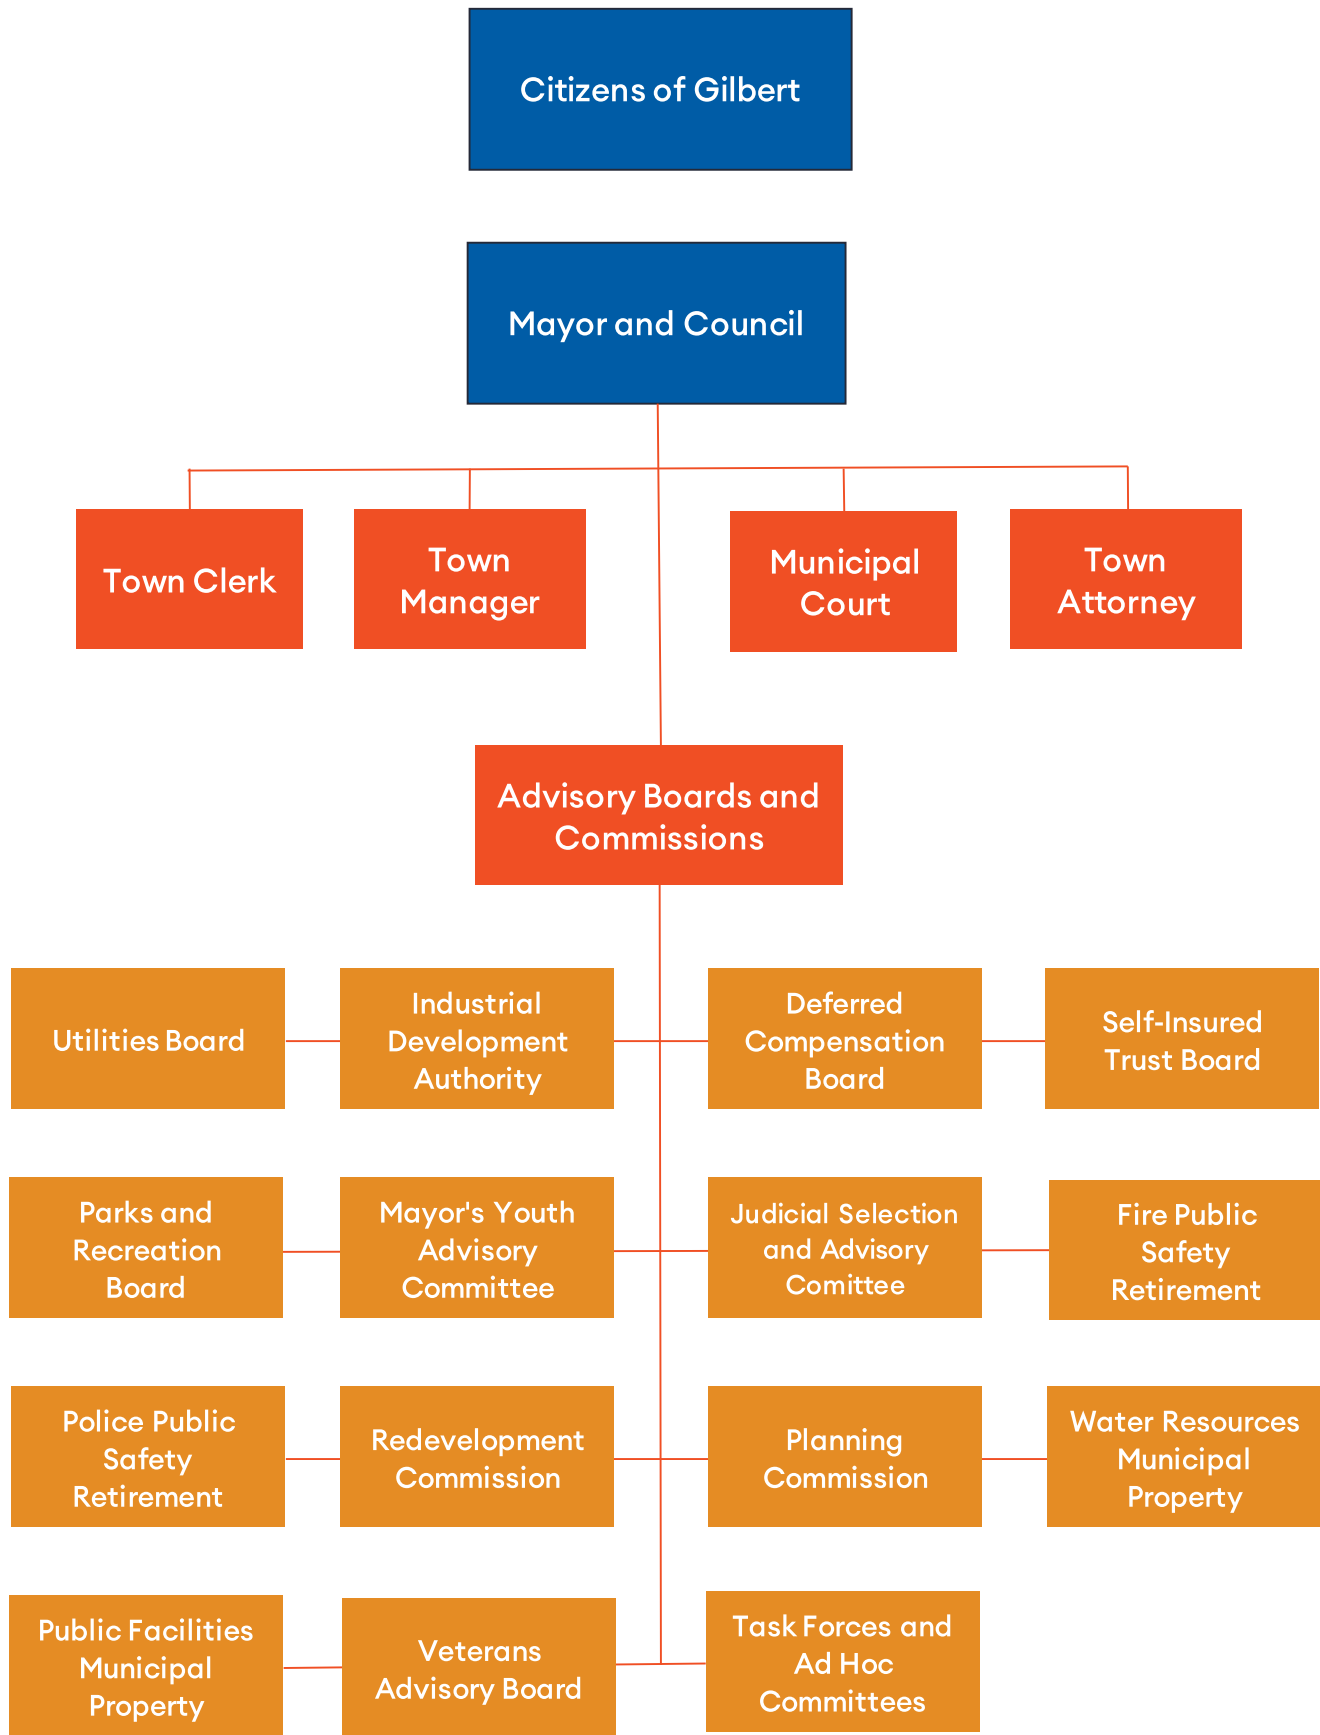 Citizens of Gilbert
Mayor and Council
Town Clerk
Town
Manager
Municipal
Court
Town
Attorney
Advisory Boards and
Commissions
Utilities Board
Industrial
Development
Authority
Deferred
Compensation
Board
Self-Insured
Trust Board
Parks and
Recreation
Board
Mayor's Youth
Advisory
Committee
Judicial Selection
and Advisory
Comittee
Fire Public
Safety
Retirement
Police Public
Safety
Retirement
Redevelopment
Commission
Planning
Commission
Water Resources
Municipal
Property
Public Facilities
Municipal
Property
Veterans
Advisory Board
Task Forces and
Ad Hoc
Committees